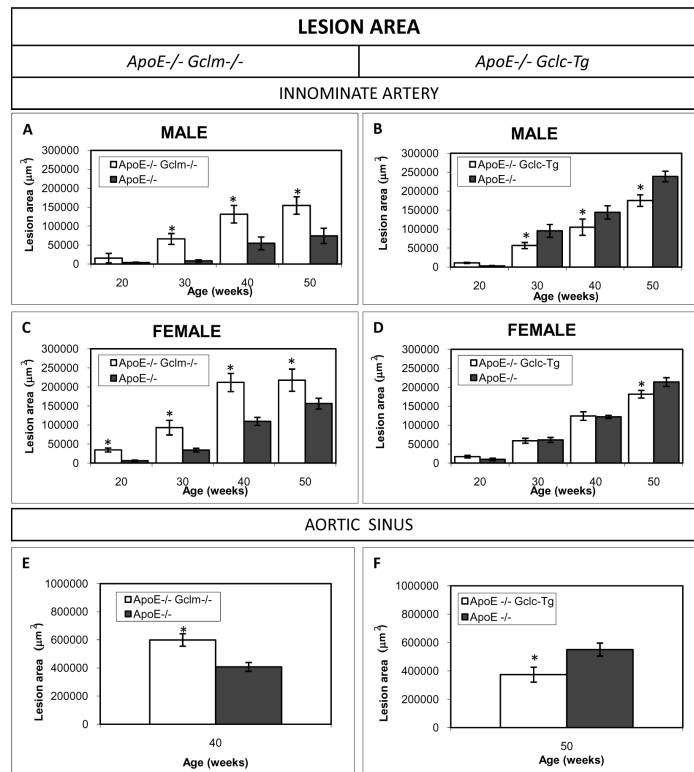 LESION AREA
ApoE-/- Gclm-/-
ApoE-/- Gclc-Tg
INNOMINATE ARTERY
A
MALE
Lesion area (μm²)
300000
250000
200000
150000
100000
50000
0
ApoE-/- Gclm-/-
ApoE-/-
*
*
*
20 30 40 50
Age (weeks)
B
MALE
Lesion area (μm²)
300000
250000
200000
150000
100000
50000
0
ApoE-/- Gclc-Tg
ApoE-/-
*
*
*
20 30 40 50
Age (weeks)
C
FEMALE
Lesion area (μm²)
300000
250000
200000
150000
100000
50000
0
ApoE-/- Gclm-/-
ApoE-/-
*
*
*
*
20 30 40 50
Age (weeks)
D
FEMALE
Lesion area (μm²)
300000
250000
200000
150000
100000
50000
0
ApoE-/- Gclc-Tg
ApoE-/-
*
20 30 40 50
Age (weeks)
AORTIC SINUS
E
Lesion area (μm²)
1000000
800000
600000
400000
200000
0
ApoE-/- Gclm-/-
ApoE-/-
*
40
Age (weeks)
F
Lesion area (μm²)
1000000
800000
600000
400000
200000
0
ApoE -/- Gclc-Tg
ApoE -/-
*
50
Age (weeks)